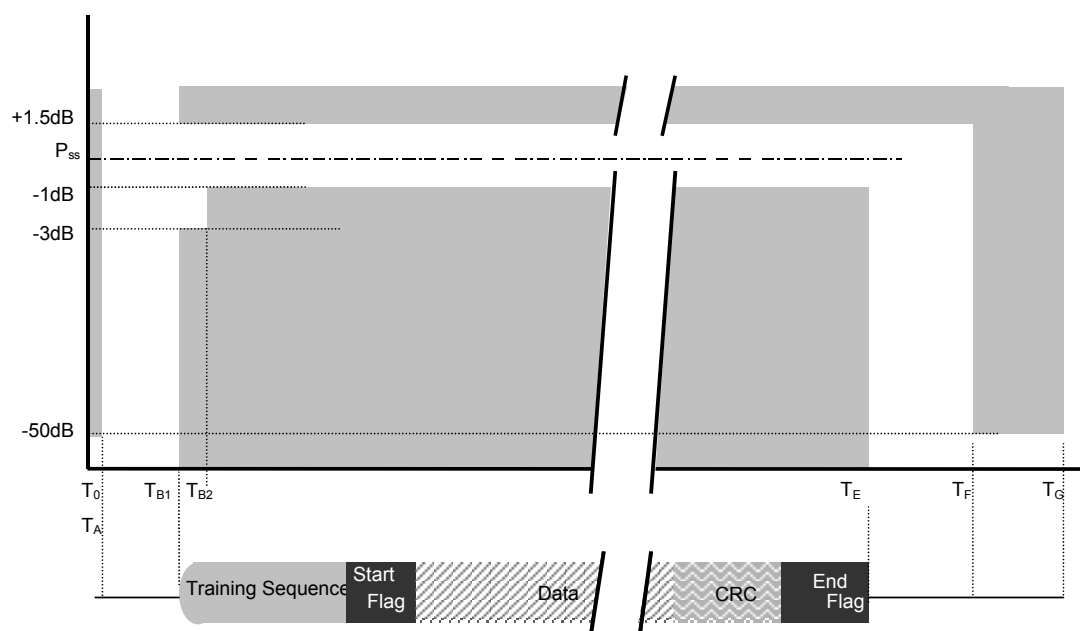 +1.5dB
Pss
-1dB
-3dB
-50dB
T0 TB1 TB2 TE TF TG
TA
Training Sequence Start Flag Data CRC End Flag